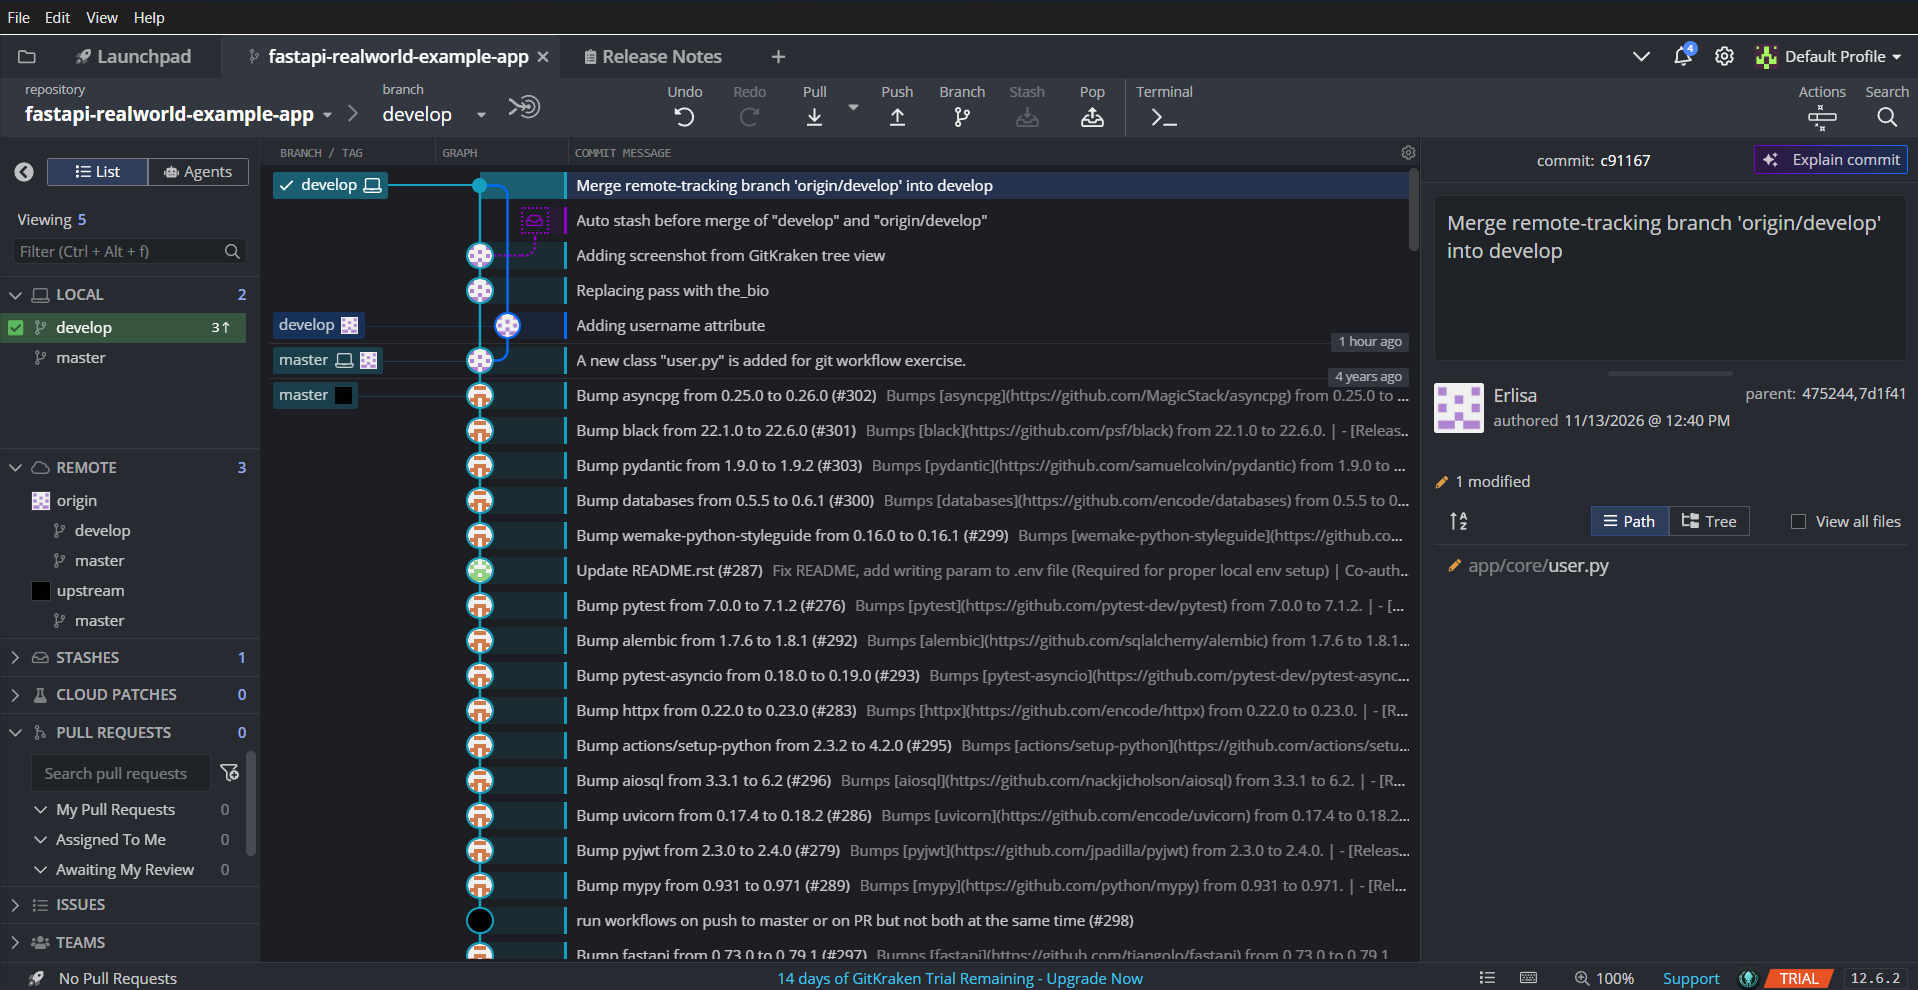 File Edit View Help
Launchpad fastapi-realworld-example-app Release Notes 4 Default Profile
repository branch
fastapi-realworld-example-app develop
Undo Redo Pull Push Branch Stash Pop Terminal Actions Search
List Agents
Viewing 5
Filter (Ctrl + Alt + f)
LOCAL 2
develop 3↑
master
REMOTE 3
origin
develop
master
upstream
master
STASHES 1
CLOUD PATCHES 0
PULL REQUESTS 0
Search pull requests
My Pull Requests 0
Assigned To Me 0
Awaiting My Review 0
ISSUES
TEAMS
BRANCH / TAG GRAPH COMMIT MESSAGE
develop Merge remote-tracking branch 'origin/develop' into develop
Auto stash before merge of "develop" and "origin/develop"
Adding screenshot from GitKraken tree view
Replacing pass with the_bio
develop Adding username attribute
1 hour ago
master A new class "user.py" is added for git workflow exercise.
4 years ago
master Bump asyncpg from 0.25.0 to 0.26.0 (#302) Bumps [asyncpg](https://github.com/MagicStack/asyncpg) from 0.25.0 to ...
Bump black from 22.1.0 to 22.6.0 (#301) Bumps [black](https://github.com/psf/black) from 22.1.0 to 22.6.0. | - [Releas...
Bump pydantic from 1.9.0 to 1.9.2 (#303) Bumps [pydantic](https://github.com/samuelcolvin/pydantic) from 1.9.0 to ...
Bump databases from 0.5.5 to 0.6.1 (#300) Bumps [databases](https://github.com/encode/databases) from 0.5.5 to 0...
Bump wemake-python-styleguide from 0.16.0 to 0.16.1 (#299) Bumps [wemake-python-styleguide](https://github.co...
Update README.rst (#287) Fix README, add writing param to .env file (Required for proper local env setup) | Co-auth...
Bump pytest from 7.0.0 to 7.1.2 (#276) Bumps [pytest](https://github.com/pytest-dev/pytest) from 7.0.0 to 7.1.2. | - [...
Bump alembic from 1.7.6 to 1.8.1 (#292) Bumps [alembic](https://github.com/sqlalchemy/alembic) from 1.7.6 to 1.8.1...
Bump pytest-asyncio from 0.18.0 to 0.19.0 (#293) Bumps [pytest-asyncio](https://github.com/pytest-dev/pytest-async...
Bump httpx from 0.22.0 to 0.23.0 (#283) Bumps [httpx](https://github.com/encode/httpx) from 0.22.0 to 0.23.0. | - [R...
Bump actions/setup-python from 2.3.2 to 4.2.0 (#295) Bumps [actions/setup-python](https://github.com/actions/setu...
Bump aiosql from 3.3.1 to 6.2 (#296) Bumps [aiosql](https://github.com/nackjicholson/aiosql) from 3.3.1 to 6.2. | - [R...
Bump uvicorn from 0.17.4 to 0.18.2 (#286) Bumps [uvicorn](https://github.com/encode/uvicorn) from 0.17.4 to 0.18.2...
Bump pyjwt from 2.3.0 to 2.4.0 (#279) Bumps [pyjwt](https://github.com/jpadilla/pyjwt) from 2.3.0 to 2.4.0. | - [Releas...
Bump mypy from 0.931 to 0.971 (#289) Bumps [mypy](https://github.com/python/mypy) from 0.931 to 0.971. | - [Rel...
run workflows on push to master or on PR but not both at the same time (#298)
Bump fastapi from 0.73.0 to 0.79.1 (#297) Bumps [fastapi](https://github.com/tiangolo/fastapi) from 0.73.0 to 0.79.1
commit: c91167 Explain commit
Merge remote-tracking branch 'origin/develop'
into develop
Erlisa parent: 475244,7d1f41
authored 11/13/2026 @ 12:40 PM
1 modified
Path Tree View all files
app/core/user.py
No Pull Requests 14 days of GitKraken Trial Remaining - Upgrade Now 100% Support TRIAL 12.6.2